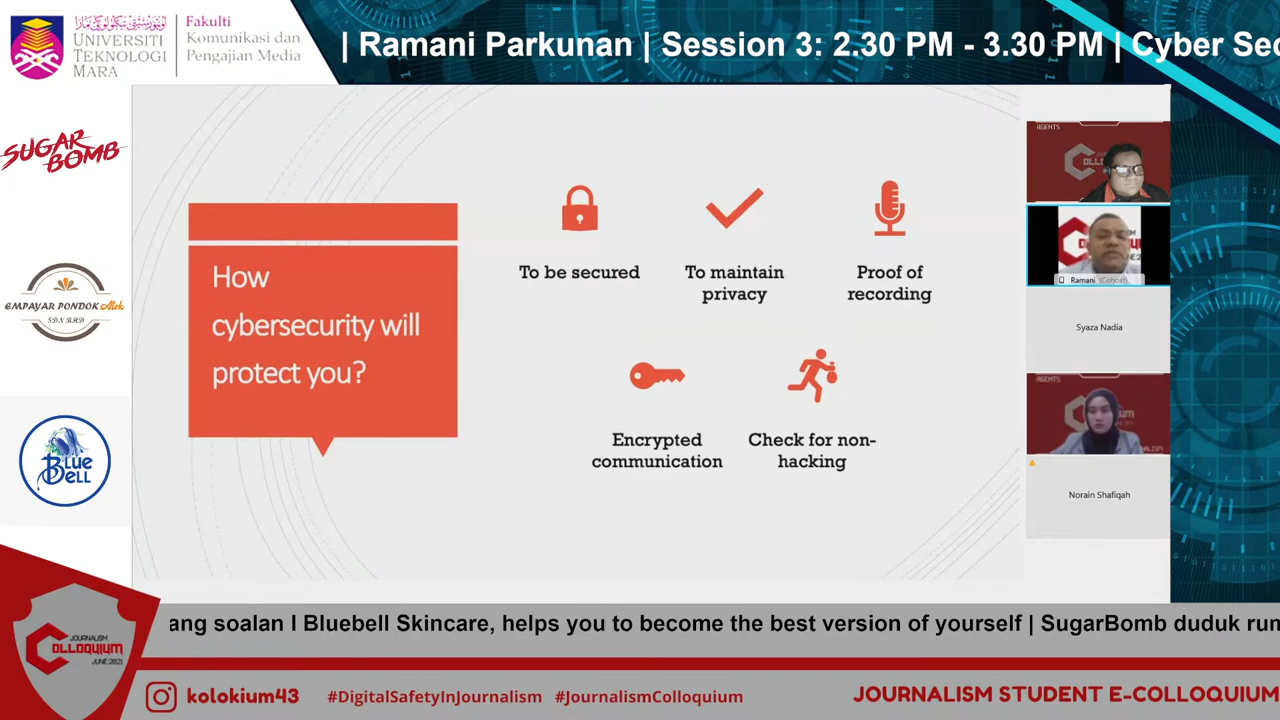 UNIVERSITI
TEKNOLOGI
MARA
Fakulti
Komunikasi dan
Pengajian Media
| Ramani Parkunan | Session 3: 2.30 PM - 3.30 PM | Cyber Sec
SUGAR
BOMB
EMPAYAR PONDOK Atok
SDN BHD
BLUE
BELL
How
cybersecurity will
protect you?
To be secured
To maintain
privacy
Proof of
recording
Encrypted
communication
Check for non-
hacking
AGENTS
Ramani (Cohost)
Syaza Nadia
AGENTS
Norain Shafiqah
ang soalan I Bluebell Skincare, helps you to become the best version of yourself | SugarBomb duduk rum
JOURNALISM
COLLOQUIUM
JUNE 2021
kolokium43
#DigitalSafetyInJournalism #JournalismColloquium
JOURNALISM STUDENT E-COLLOQUIUM